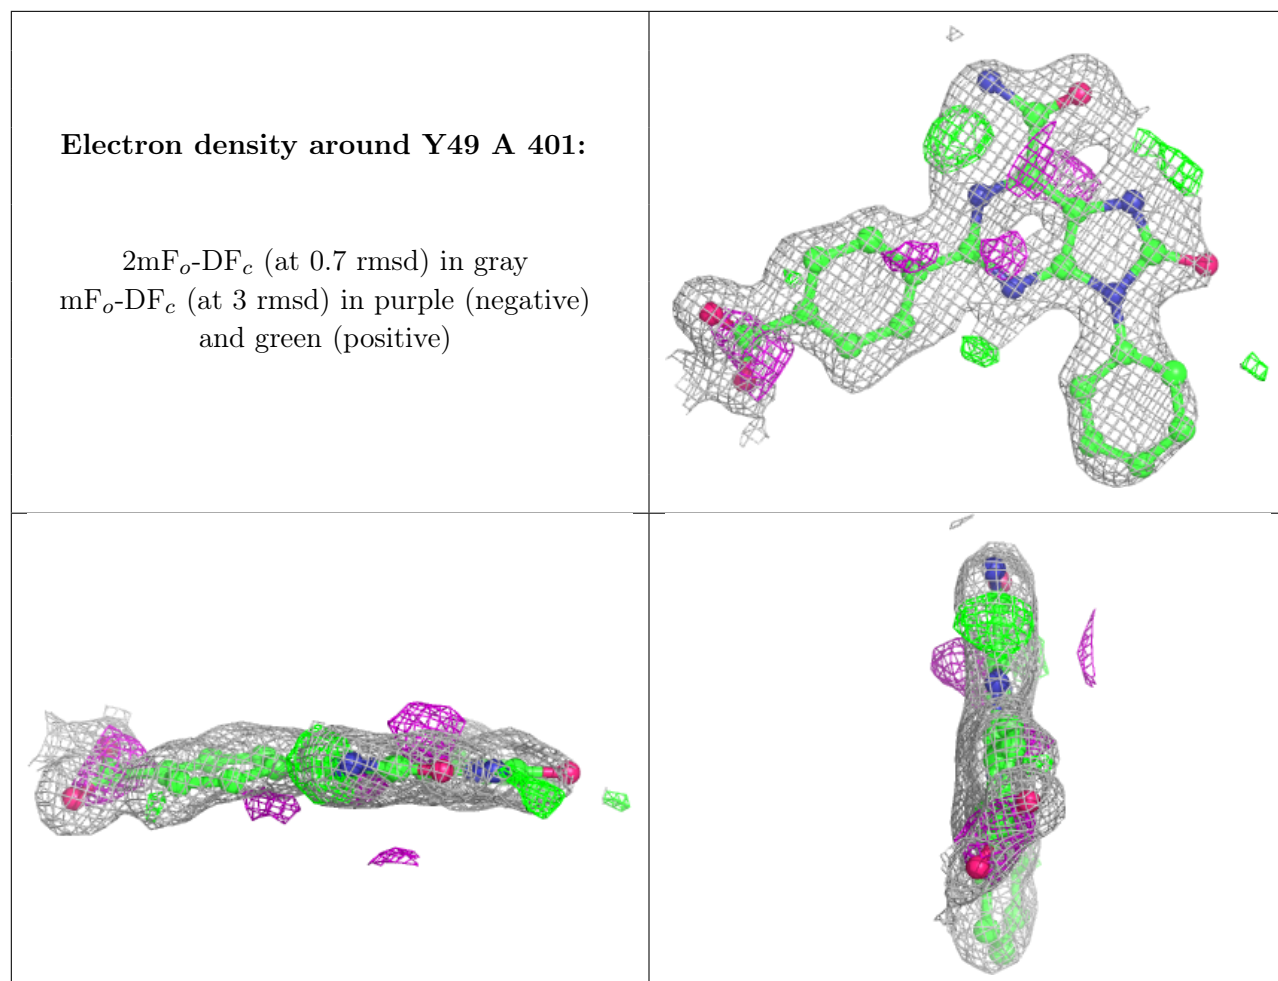 Electron density around Y49 A 401:
2mFₒ-DF𝑐 (at 0.7 rmsd) in gray
mFₒ-DF𝑐 (at 3 rmsd) in purple (negative)
and green (positive)